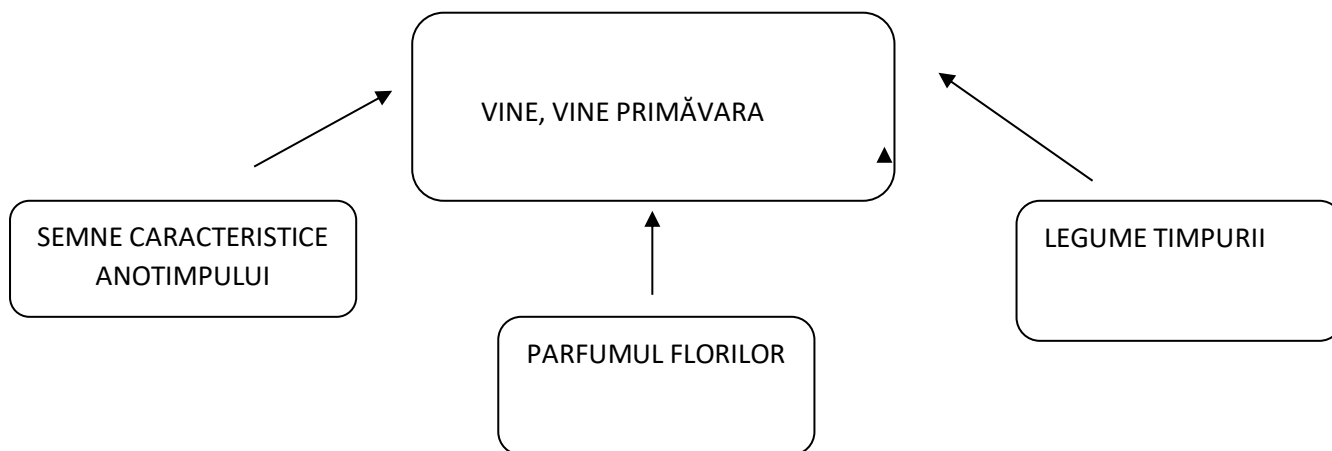 VINE, VINE PRIMĂVARA
SEMNE CARACTERISTICE
ANOTIMPULUI
LEGUME TIMPURII
PARFUMUL FLORILOR